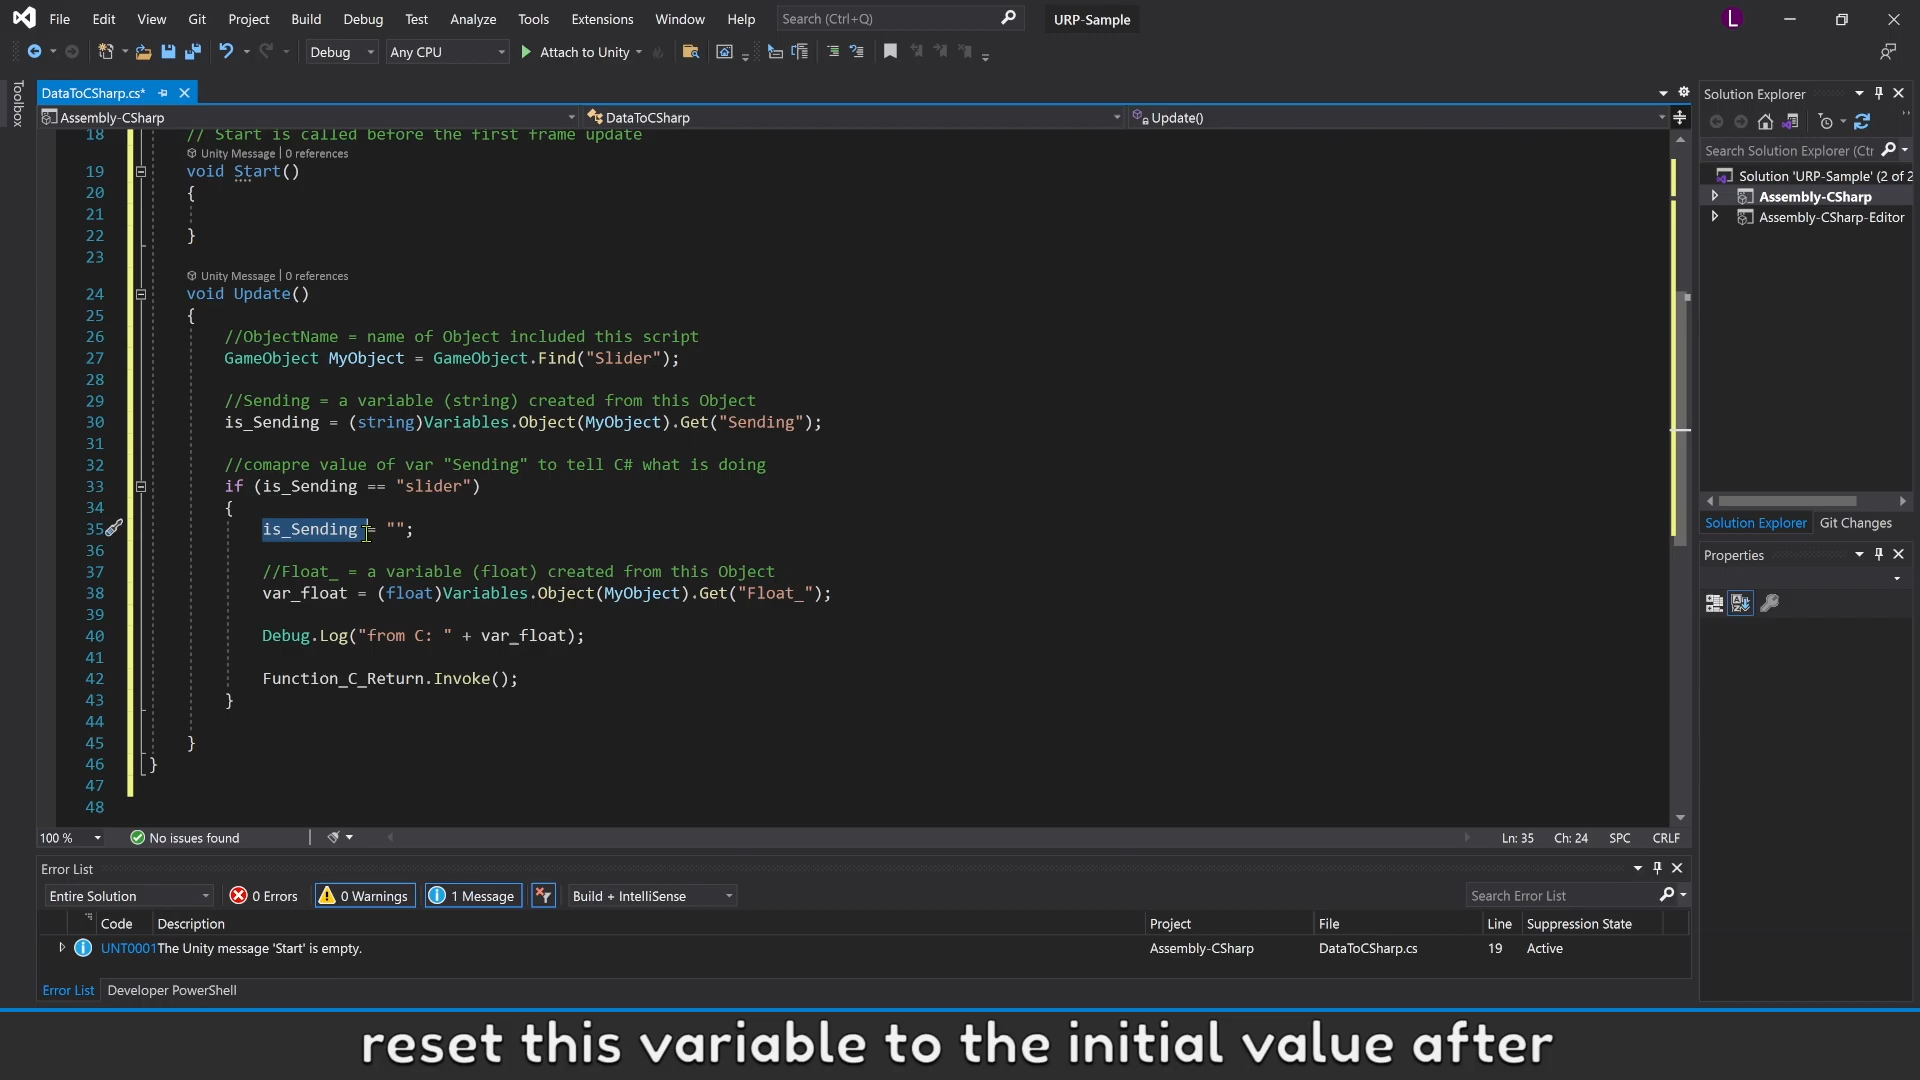 File Edit View Git Project Build Debug Test Analyze Tools Extensions Window Help Search (Ctrl+Q) URP-Sample L
Debug Any CPU Attach to Unity
Toolbox
DataToCSharp.cs*
Assembly-CSharp DataToCSharp Update()
18 // Start is called before the first frame update
Unity Message | 0 references
19 void Start()
20 {
21
22 }
23
Unity Message | 0 references
24 void Update()
25 {
26 //ObjectName = name of Object included this script
27 GameObject MyObject = GameObject.Find("Slider");
28
29 //Sending = a variable (string) created from this Object
30 is_Sending = (string)Variables.Object(MyObject).Get("Sending");
31
32 //comapre value of var "Sending" to tell C# what is doing
33 if (is_Sending == "slider")
34 {
35 is_Sending = "";
36
37 //Float_ = a variable (float) created from this Object
38 var_float = (float)Variables.Object(MyObject).Get("Float_");
39
40 Debug.Log("from C: " + var_float);
41
42 Function_C_Return.Invoke();
43 }
44
45 }
46 }
47
48
100 % No issues found Ln: 35 Ch: 24 SPC CRLF
Solution Explorer
Search Solution Explorer (Ctr
Solution 'URP-Sample' (2 of 2
Assembly-CSharp
Assembly-CSharp-Editor
Solution Explorer Git Changes
Properties
Error List
Entire Solution 0 Errors 0 Warnings 1 Message Build + IntelliSense Search Error List
Code Description Project File Line Suppression State
UNT0001 The Unity message 'Start' is empty. Assembly-CSharp DataToCSharp.cs 19 Active
Error List Developer PowerShell
reset this variable to the initial value after